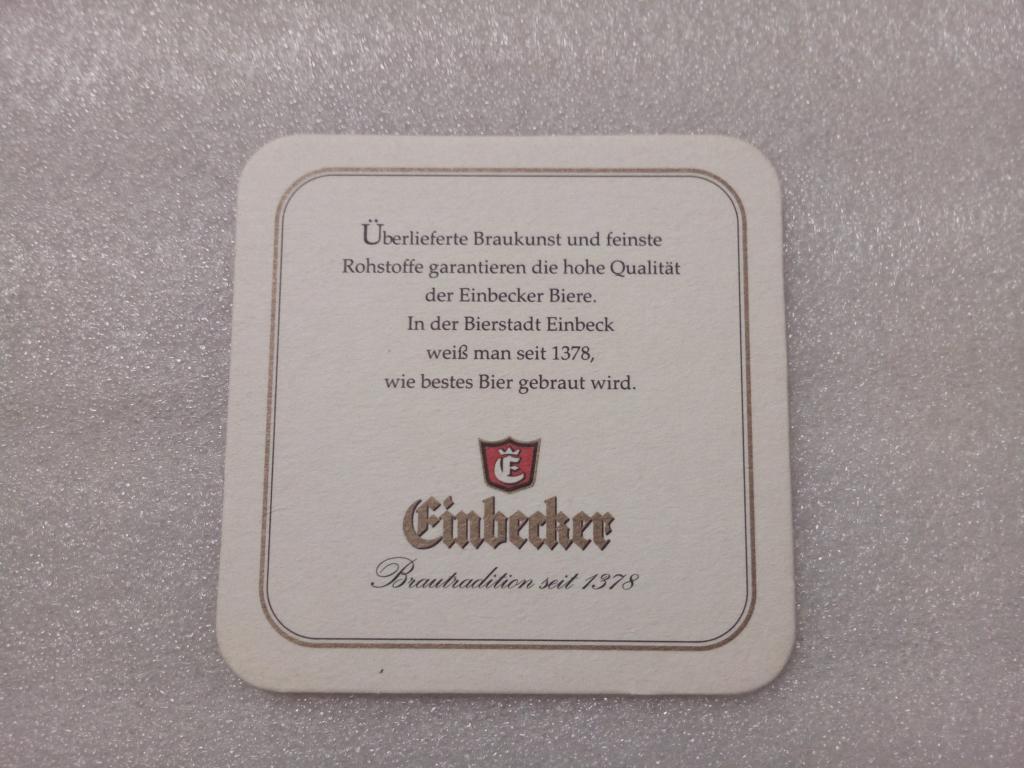 Überlieferte Braukunst und feinste
Rohstoffe garantieren die hohe Qualität
der Einbecker Biere.
In der Bierstadt Einbeck
weiß man seit 1378,
wie bestes Bier gebraut wird.
E
Einbecker
Brautradition seit 1378